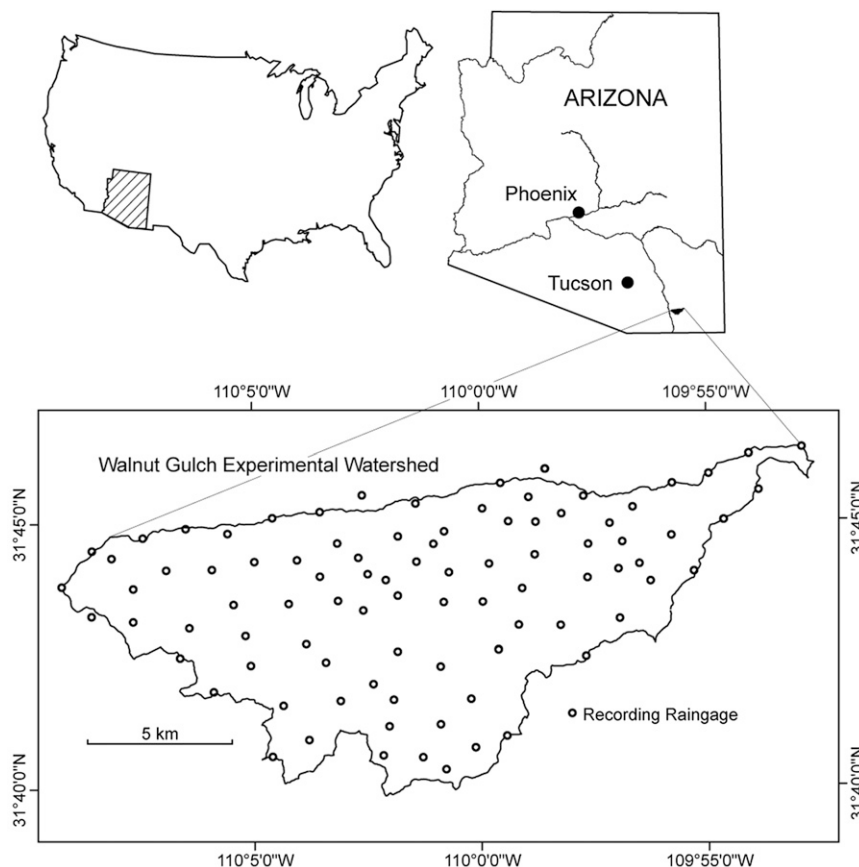 ARIZONA
Phoenix
Tucson
110°5'0"W
110°0'0"W
109°55'0"W
Walnut Gulch Experimental Watershed
31°45'0"N
31°45'0"N
Recording Raingage
5 km
31°40'0"N
31°40'0"N
110°5'0"W
110°0'0"W
109°55'0"W